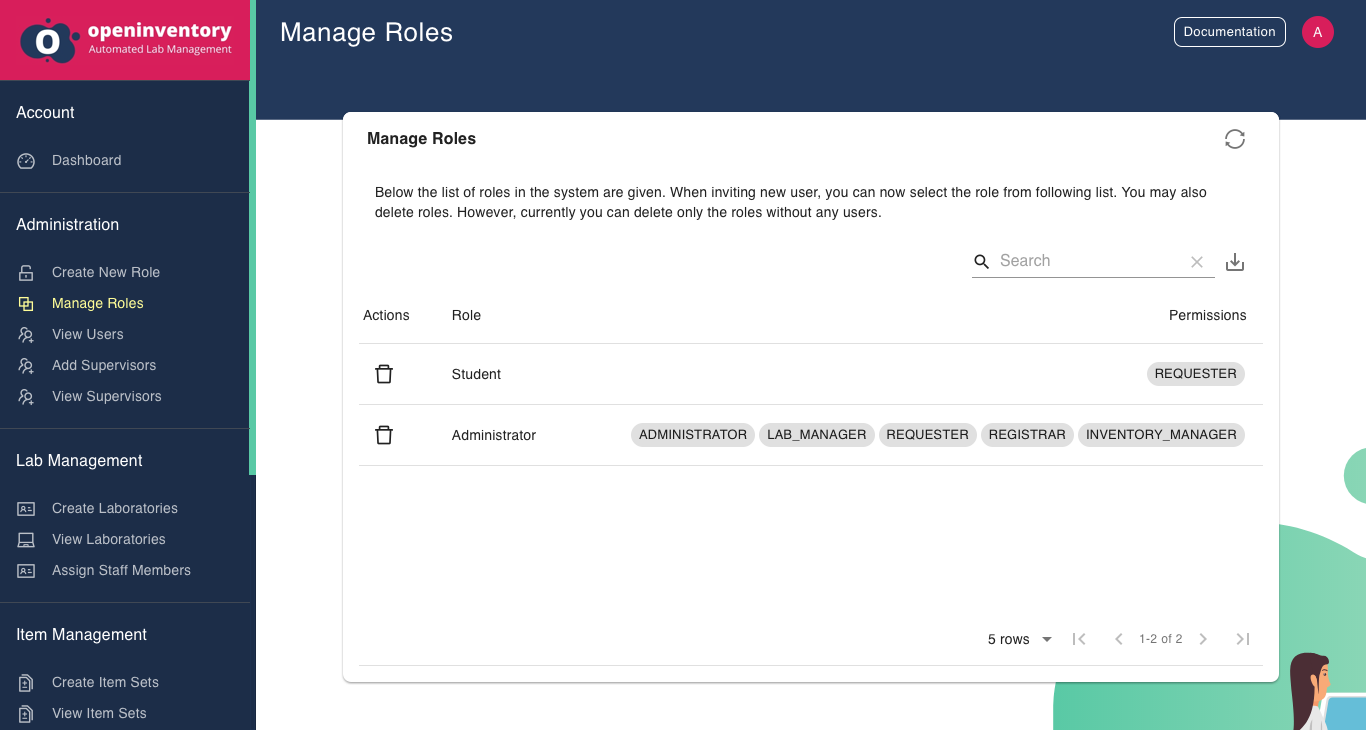 openinventory
Automated Lab Management
Manage Roles
Documentation
A
Account
Dashboard
Administration
Create New Role
Manage Roles
View Users
Add Supervisors
View Supervisors
Lab Management
Create Laboratories
View Laboratories
Assign Staff Members
Item Management
Create Item Sets
View Item Sets
Manage Roles
Below the list of roles in the system are given. When inviting new user, you can now select the role from following list. You may also
delete roles. However, currently you can delete only the roles without any users.
Search
Actions Role Permissions
Student REQUESTER
Administrator ADMINISTRATOR LAB_MANAGER REQUESTER REGISTRAR INVENTORY_MANAGER
5 rows 1-2 of 2